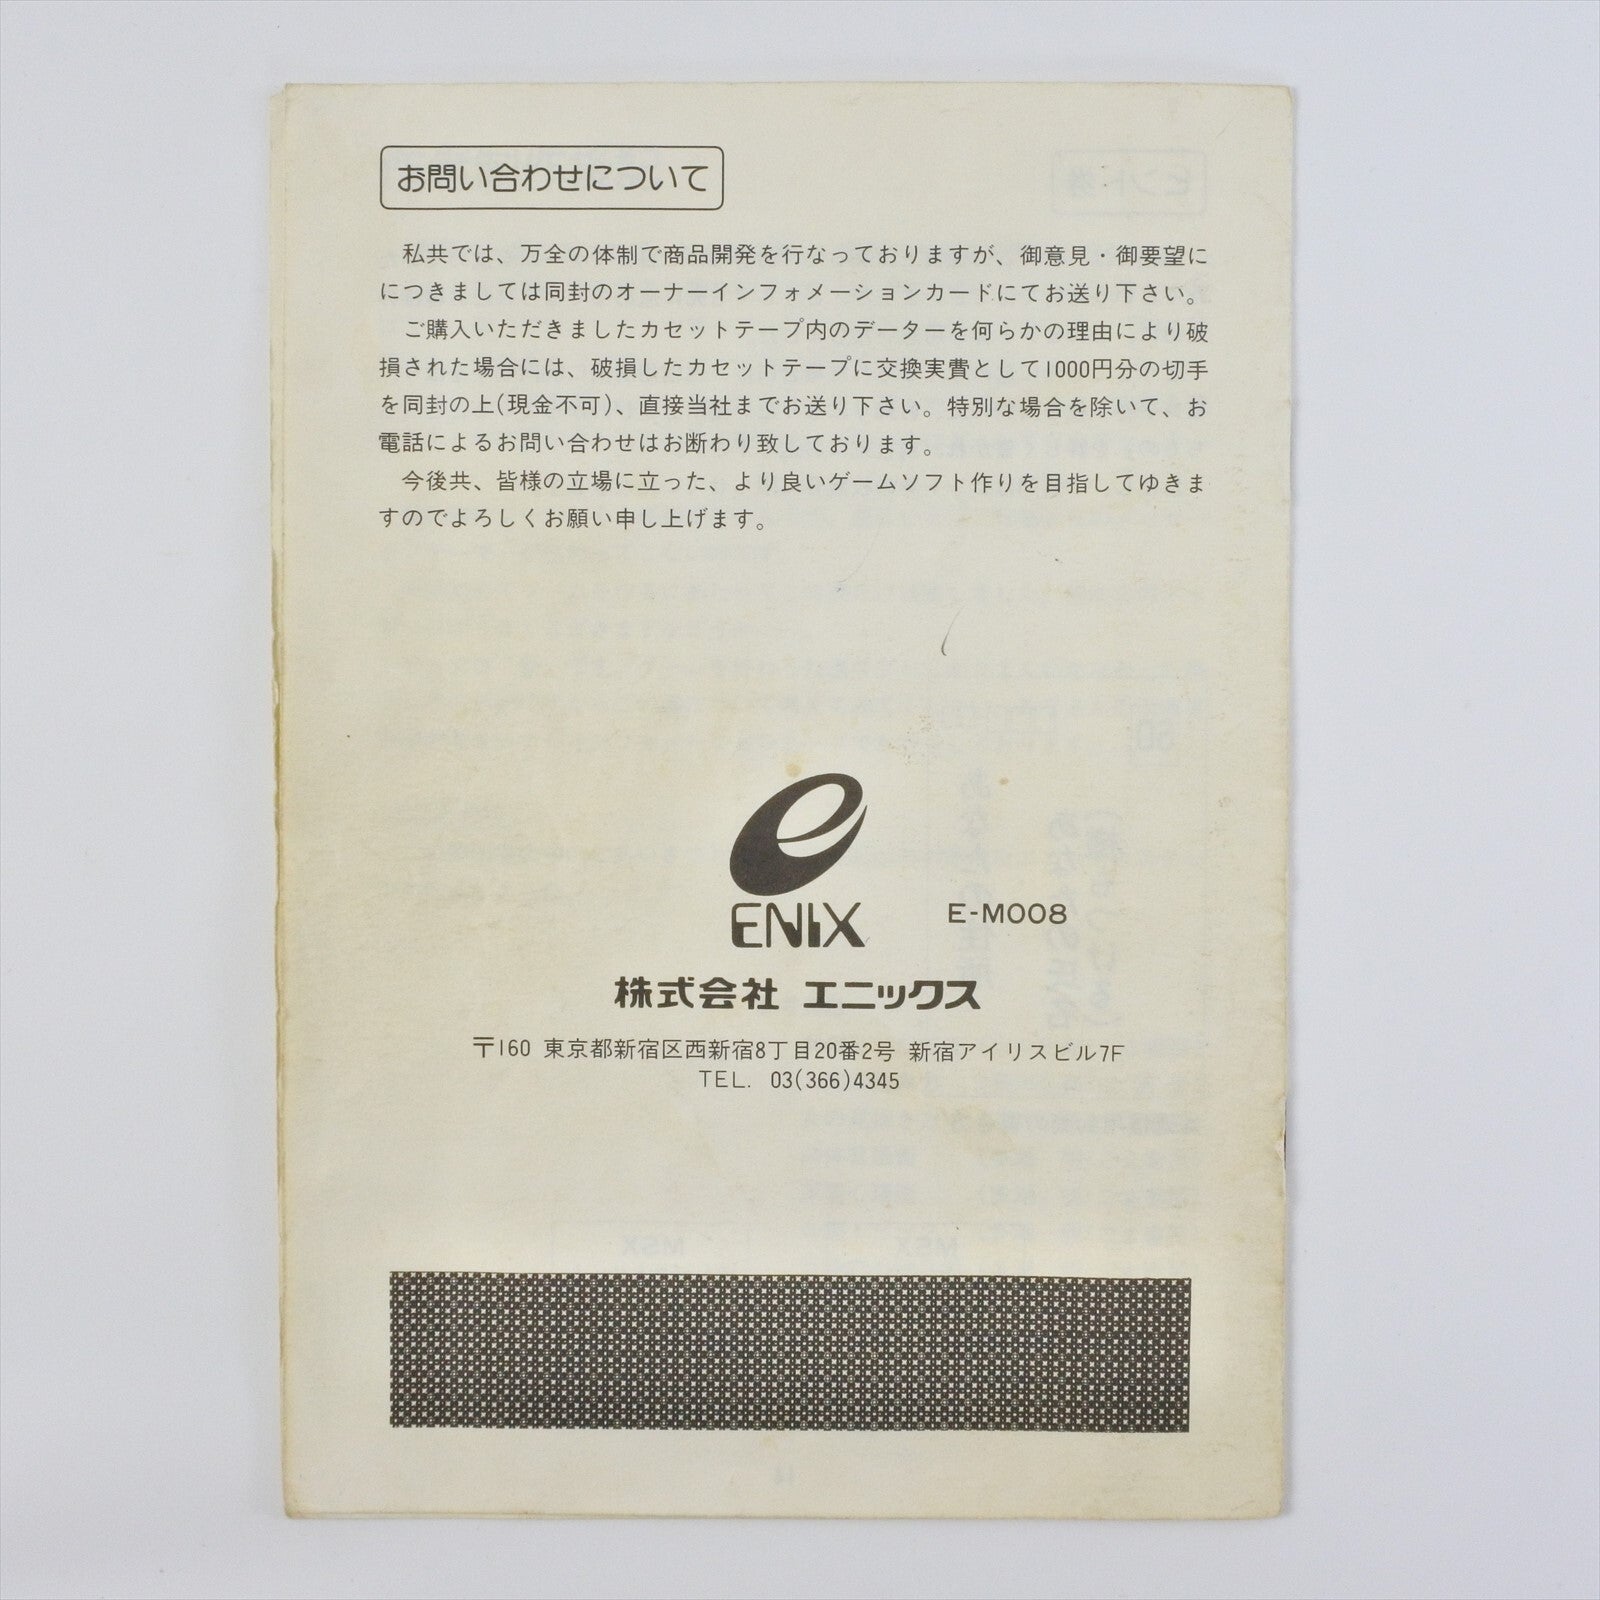 お問い合わせについて
私共では、万全の体制で商品開発を行なっておりますが、御意見・御要望に
につきましては同封のオーナーインフォメーションカードにてお送り下さい。
ご購入いただきましたカセットテープ内のデーターを何らかの理由により破
損された場合には、破損したカセットテープに交換実費として1000円分の切手
を同封の上(現金不可)、直接当社までお送り下さい。特別な場合を除いて、お
電話によるお問い合わせはお断わり致しております。
今後共、皆様の立場に立った、より良いゲームソフト作りを目指してゆきま
すのでよろしくお願い申し上げます。
ENIX
E-M008
株式会社 エニックス
〒160 東京都新宿区西新宿8丁目20番2号 新宿アイリスビル7F
TEL. 03(366)4345